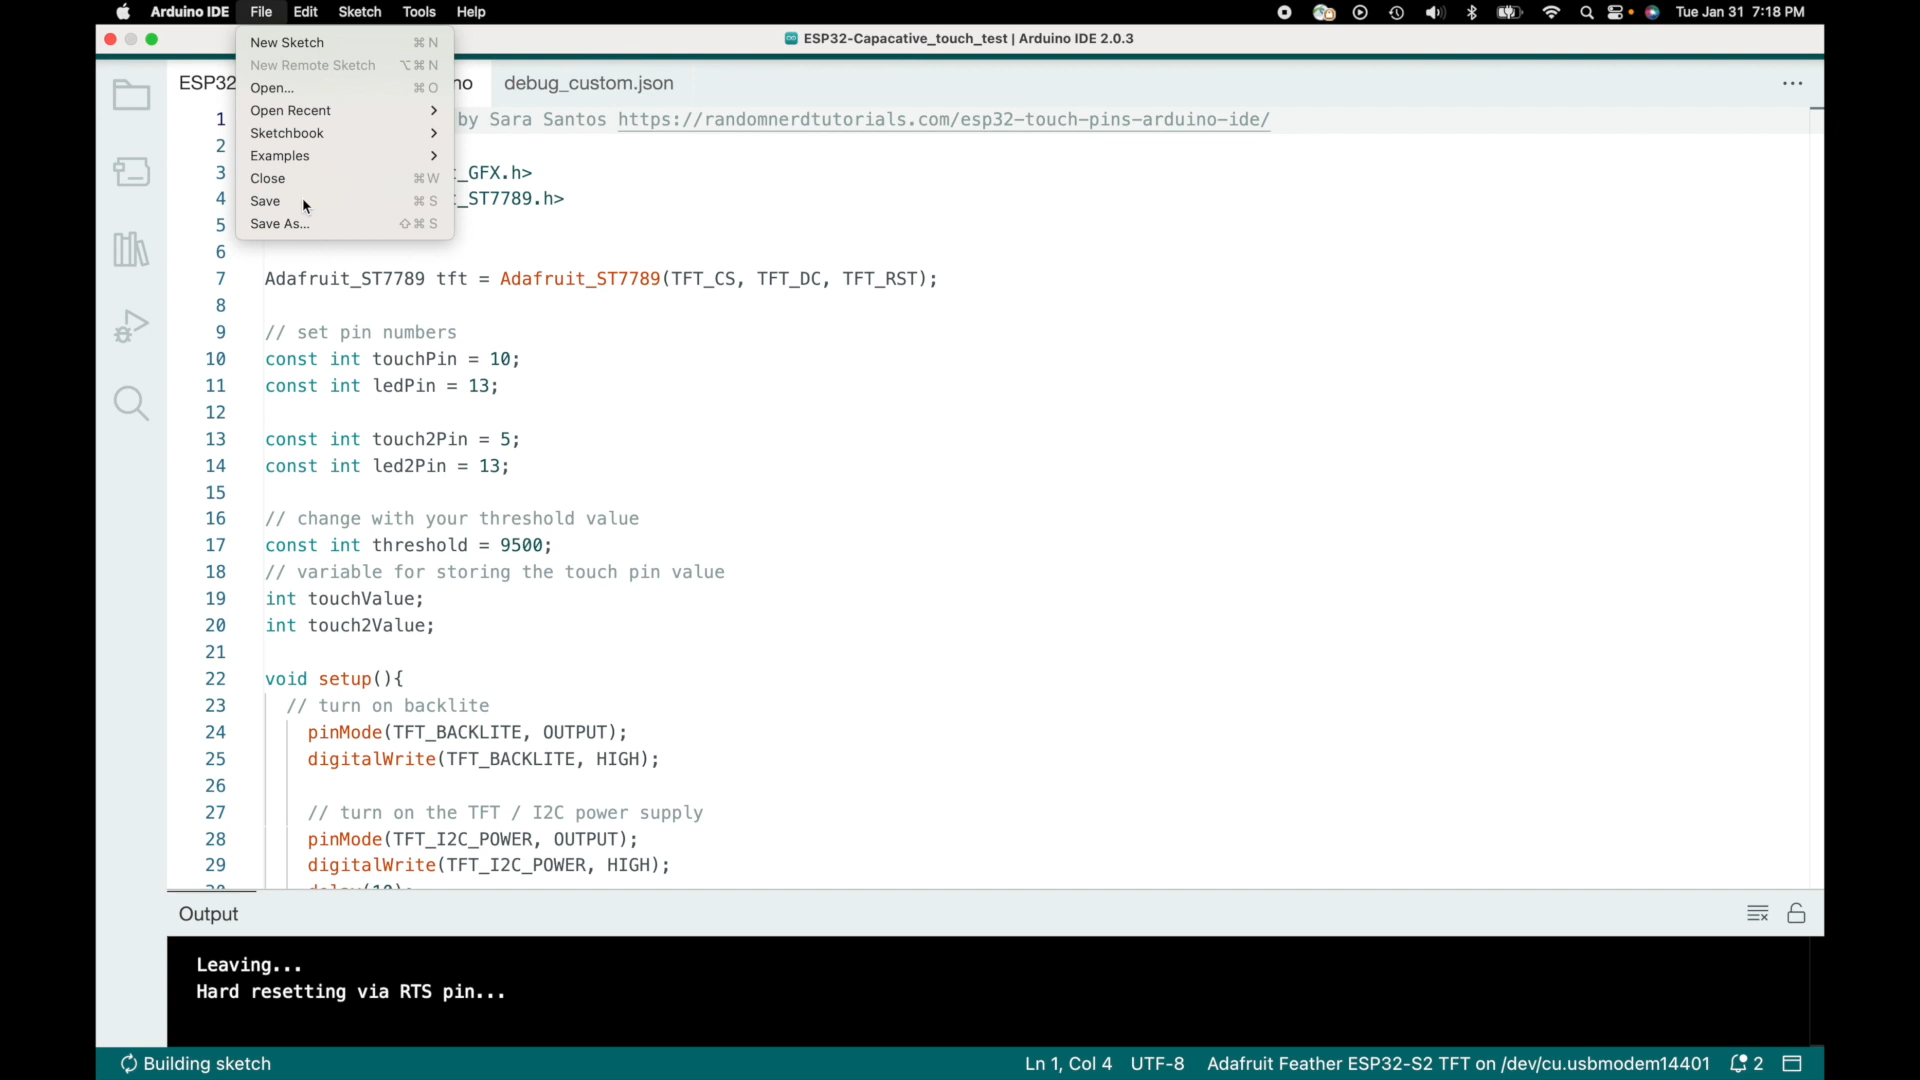 Arduino IDE File Edit Sketch Tools Help Tue Jan 31 7:18 PM
ESP32-Capacative_touch_test | Arduino IDE 2.0.3
New Sketch ⌘ N
New Remote Sketch ⌥ ⌘ N
Open... ⌘ O
Open Recent
Sketchbook
Examples
Close ⌘ W
Save ⌘ S
Save As... ⇧ ⌘ S
ESP32 no debug_custom.json ...
1 by Sara Santos https://randomnerdtutorials.com/esp32-touch-pins-arduino-ide/
2
3 _GFX.h>
4 _ST7789.h>
5
6
7 Adafruit_ST7789 tft = Adafruit_ST7789(TFT_CS, TFT_DC, TFT_RST);
8
9 // set pin numbers
10 const int touchPin = 10;
11 const int ledPin = 13;
12
13 const int touch2Pin = 5;
14 const int led2Pin = 13;
15
16 // change with your threshold value
17 const int threshold = 9500;
18 // variable for storing the touch pin value
19 int touchValue;
20 int touch2Value;
21
22 void setup(){
23 // turn on backlite
24 pinMode(TFT_BACKLITE, OUTPUT);
25 digitalWrite(TFT_BACKLITE, HIGH);
26
27 // turn on the TFT / I2C power supply
28 pinMode(TFT_I2C_POWER, OUTPUT);
29 digitalWrite(TFT_I2C_POWER, HIGH);
Output
Leaving...
Hard resetting via RTS pin...
Building sketch Ln 1, Col 4 UTF-8 Adafruit Feather ESP32-S2 TFT on /dev/cu.usbmodem14401 2